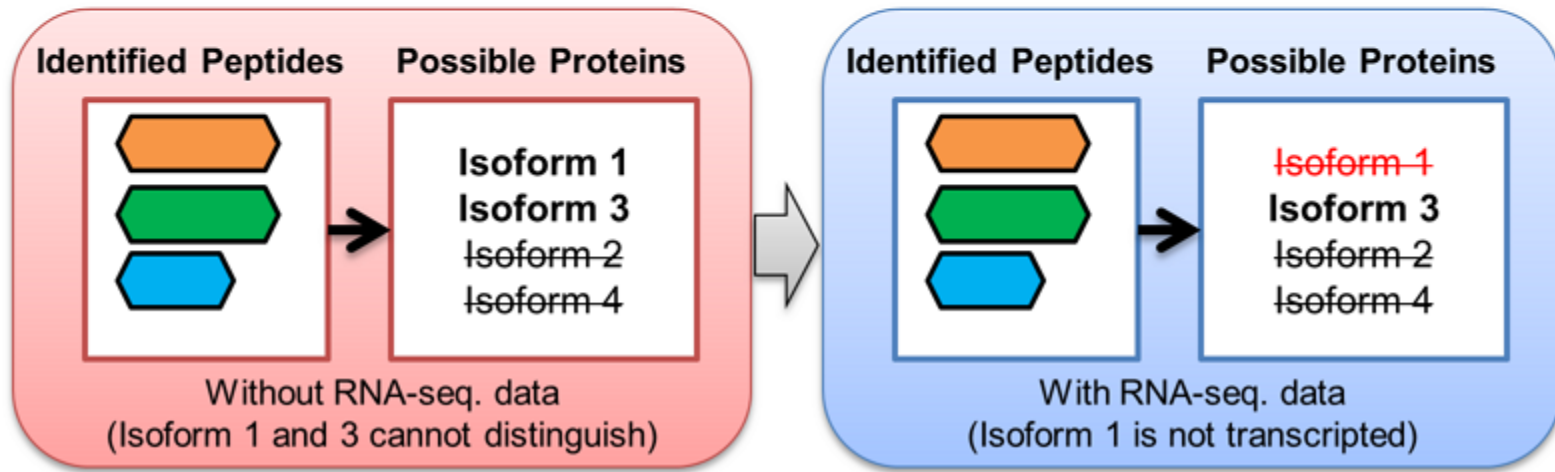 Identified Peptides
Possible Proteins
Isoform 1
Isoform 3
Isoform 2
Isoform 4
Without RNA-seq. data
(Isoform 1 and 3 cannot distinguish)
Identified Peptides
Possible Proteins
Isoform 1
Isoform 3
Isoform 2
Isoform 4
With RNA-seq. data
(Isoform 1 is not transcripted)